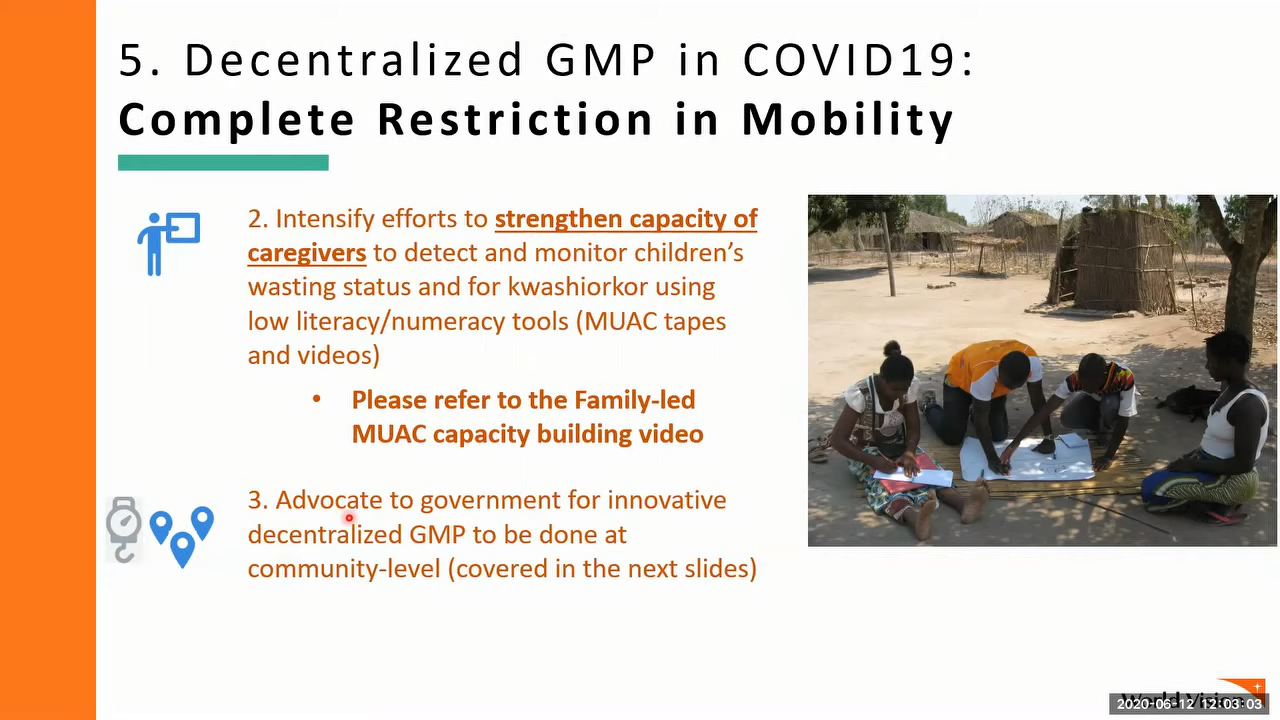 5. Decentralized GMP in COVID19:
Complete Restriction in Mobility
2. Intensify efforts to strengthen capacity of
caregivers to detect and monitor children’s
wasting status and for kwashiorkor using
low literacy/numeracy tools (MUAC tapes
and videos)
• Please refer to the Family-led
MUAC capacity building video
3. Advocate to government for innovative
decentralized GMP to be done at
community-level (covered in the next slides)
World Vision
2020-06-12 12:03:03